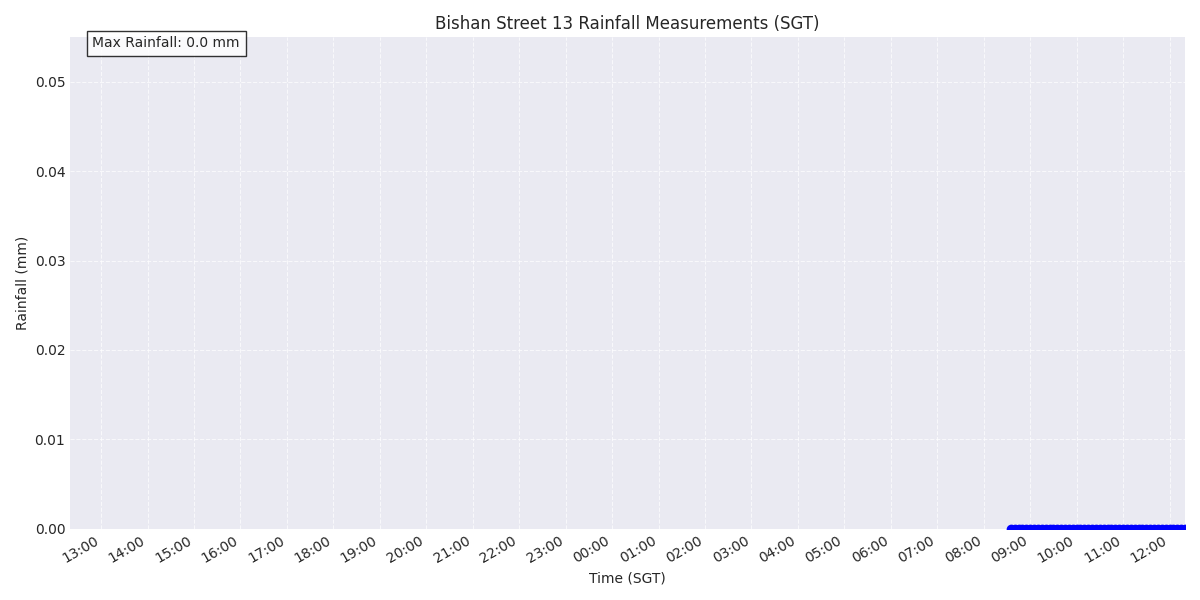 Bishan Street 13 Rainfall Measurements (SGT)
Max Rainfall: 0.0 mm
0.05
0.04
0.03
0.02
0.01
0.00
Rainfall (mm)
13:00 14:00 15:00 16:00 17:00 18:00 19:00 20:00 21:00 22:00 23:00 00:00 01:00 02:00 03:00 04:00 05:00 06:00 07:00 08:00 09:00 10:00 11:00 12:00
Time (SGT)